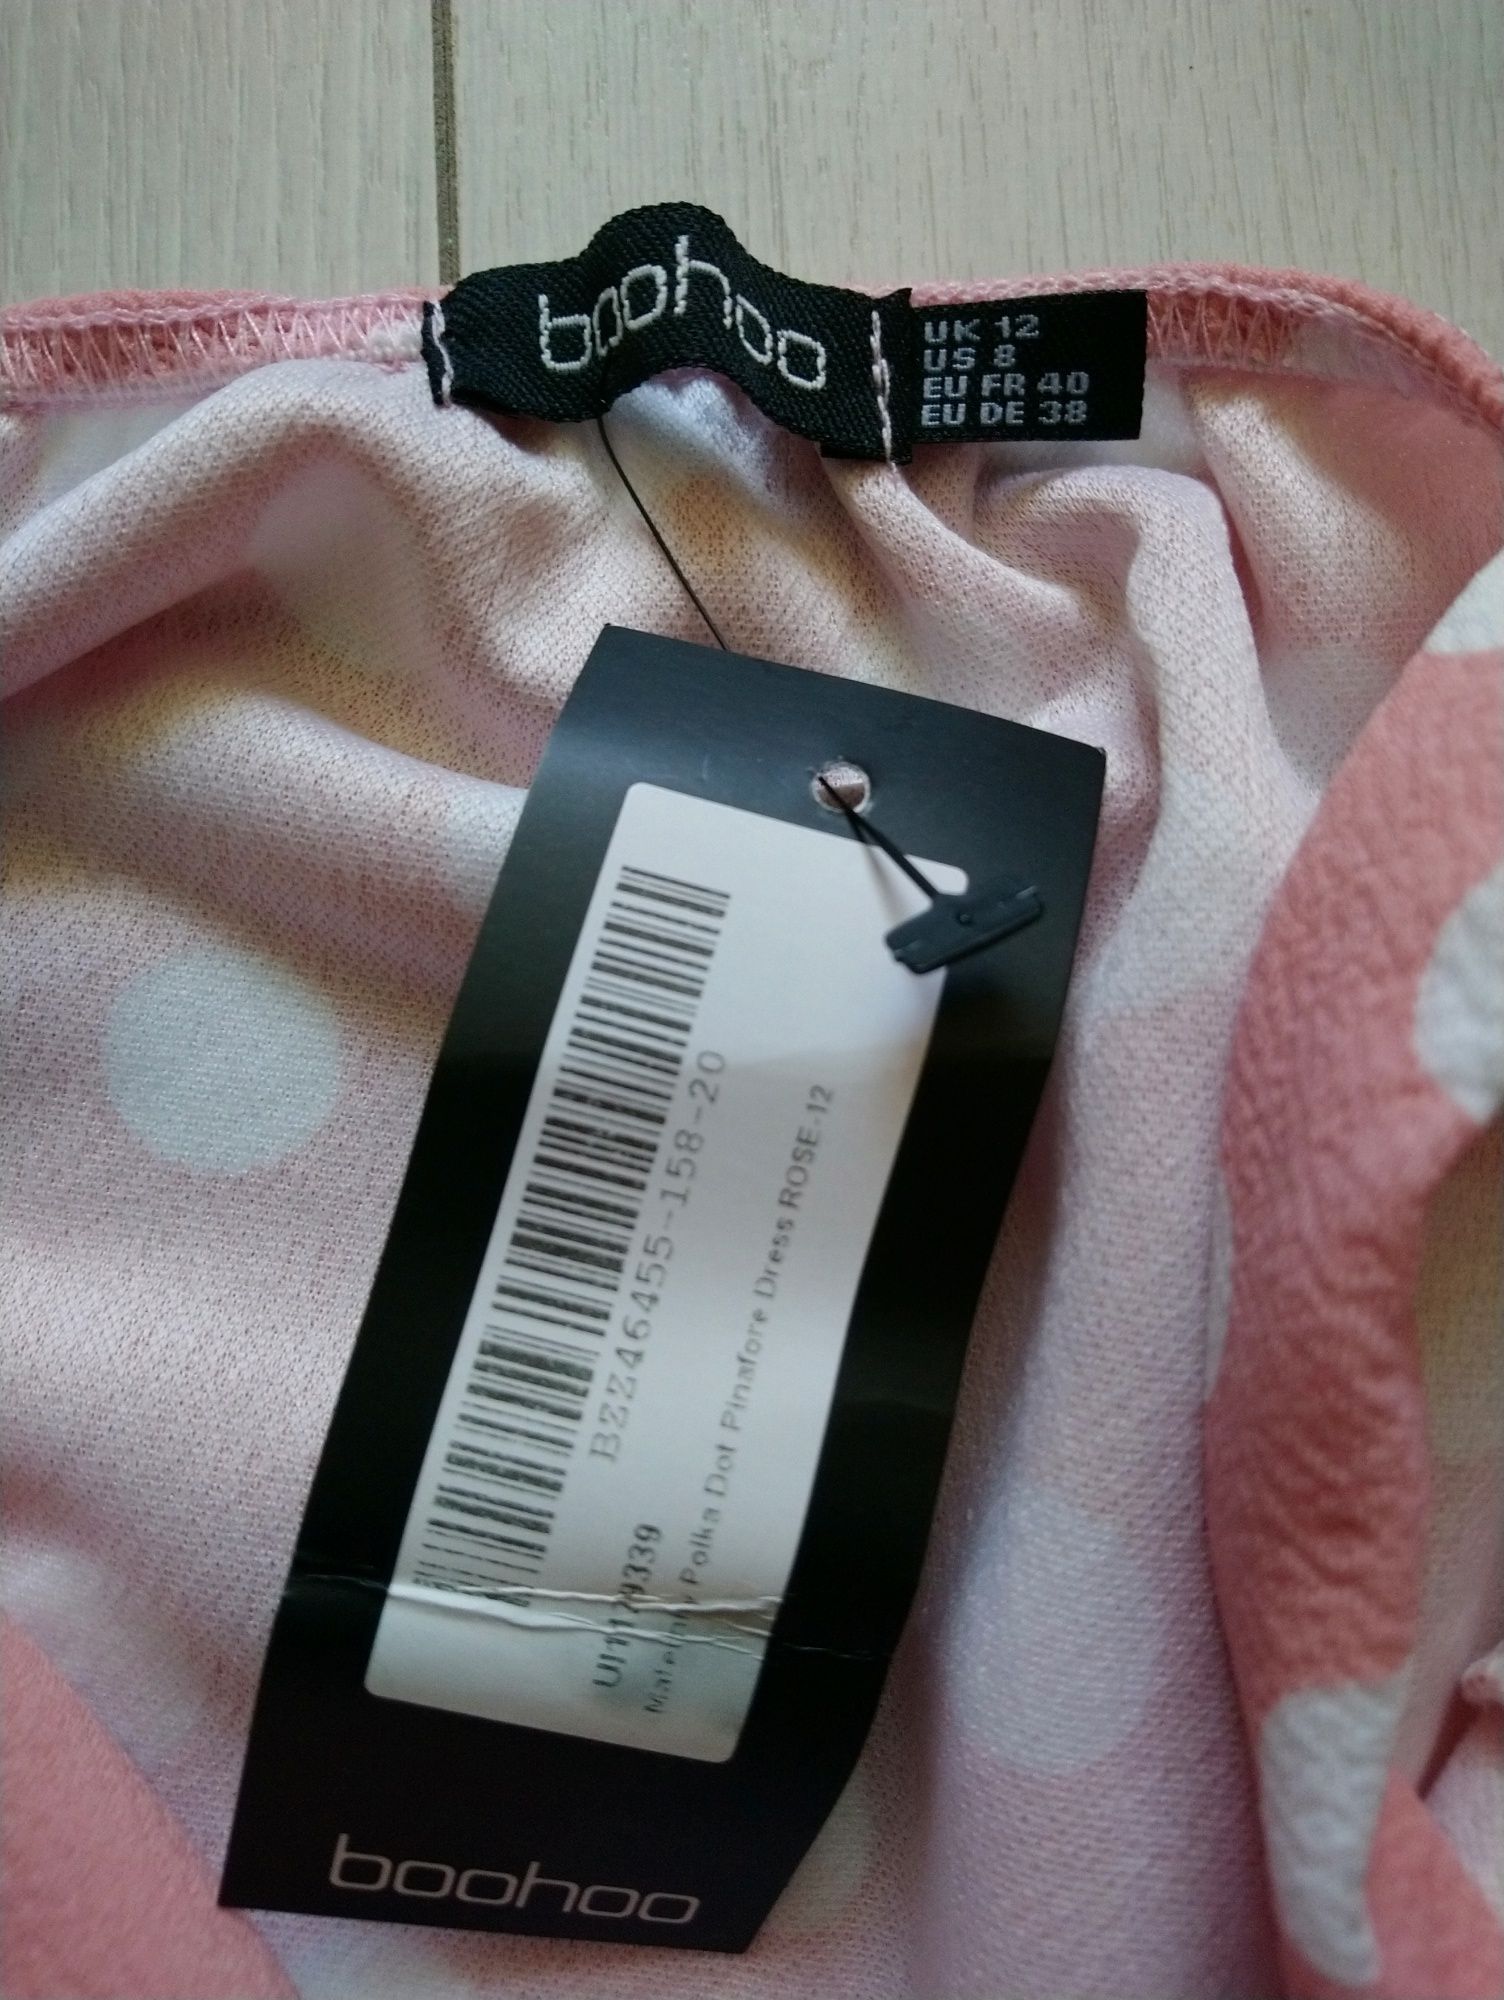 boohoo
UK 12
US 8
EU FR 40
EU DE 38
BZZ46455-158-20
Maternity Polka Dot Pinafore Dress ROSE-12
boohoo